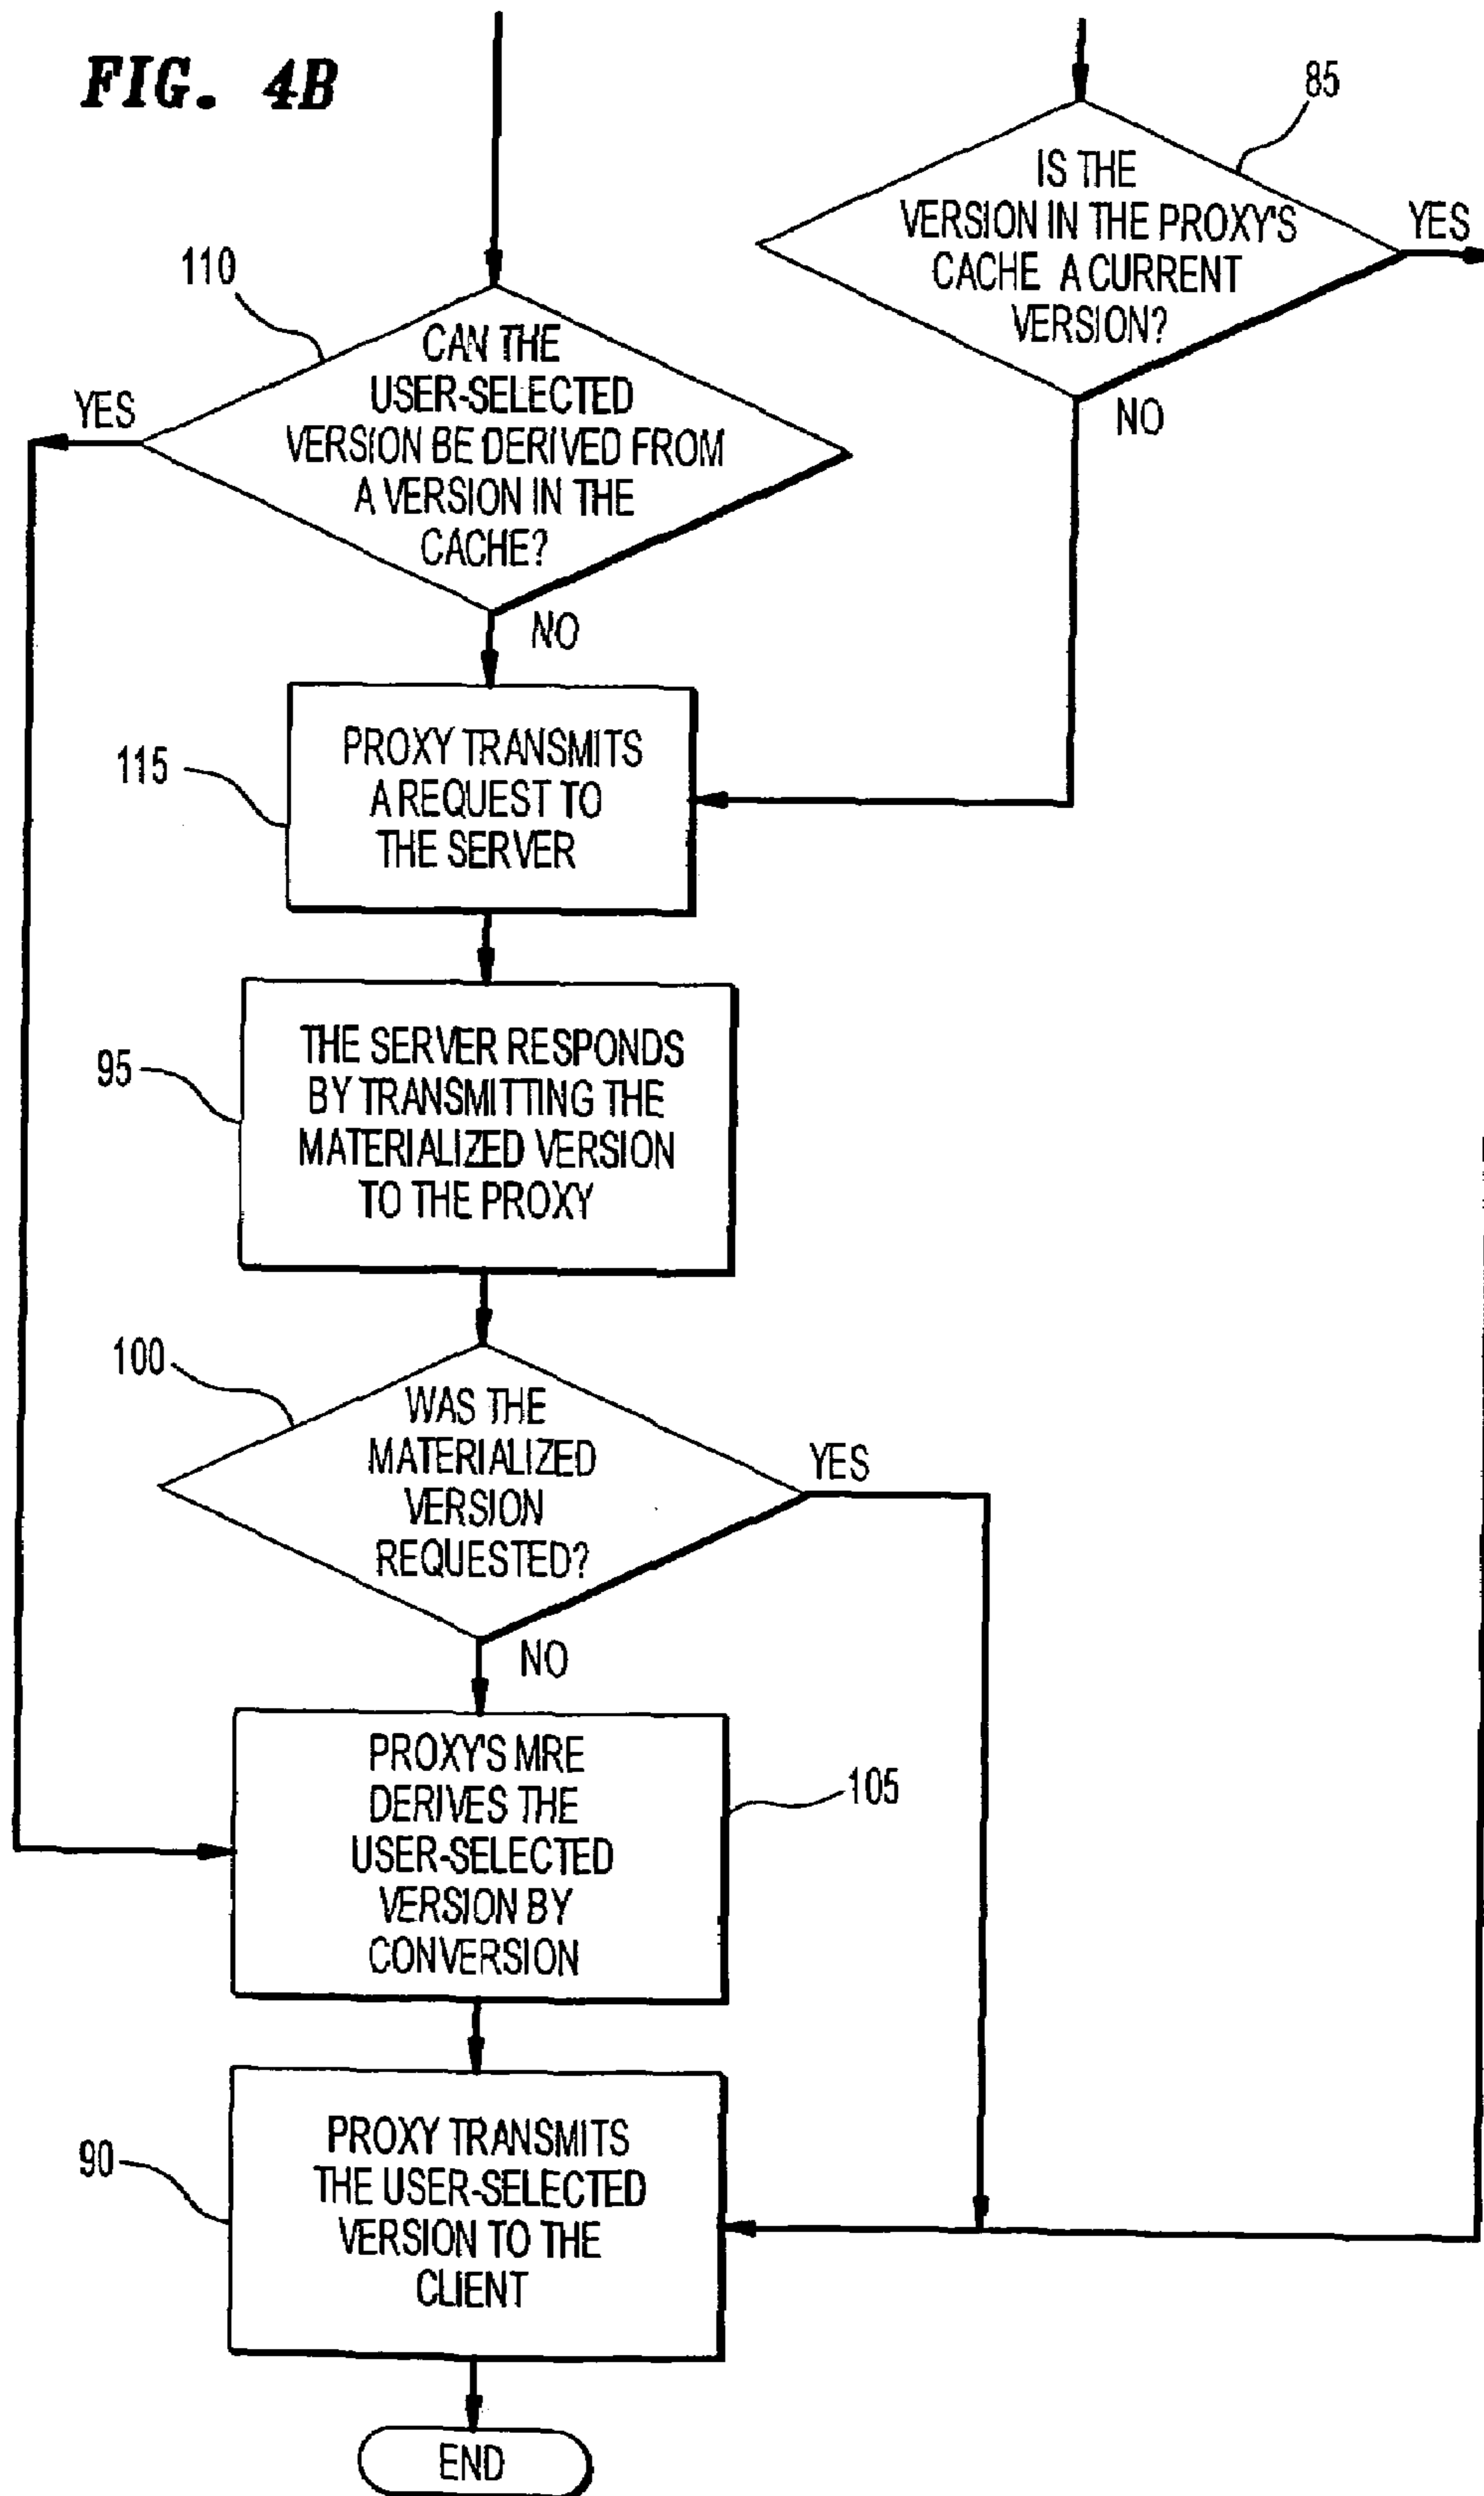 FIG. 4B
85
IS THE
VERSION IN THE PROXY'S
CACHE A CURRENT
VERSION?
YES
NO
110
CAN THE
USER-SELECTED
VERSION BE DERIVED FROM
A VERSION IN THE
CACHE?
YES
NO
115
PROXY TRANSMITS
A REQUEST TO
THE SERVER
95
THE SERVER RESPONDS
BY TRANSMITTING THE
MATERIALIZED VERSION
TO THE PROXY
100
WAS THE
MATERIALIZED
VERSION
REQUESTED?
YES
NO
PROXY'S MRE
DERIVES THE
USER-SELECTED
VERSION BY
CONVERSION
105
90
PROXY TRANSMITS
THE USER-SELECTED
VERSION TO THE
CLIENT
END